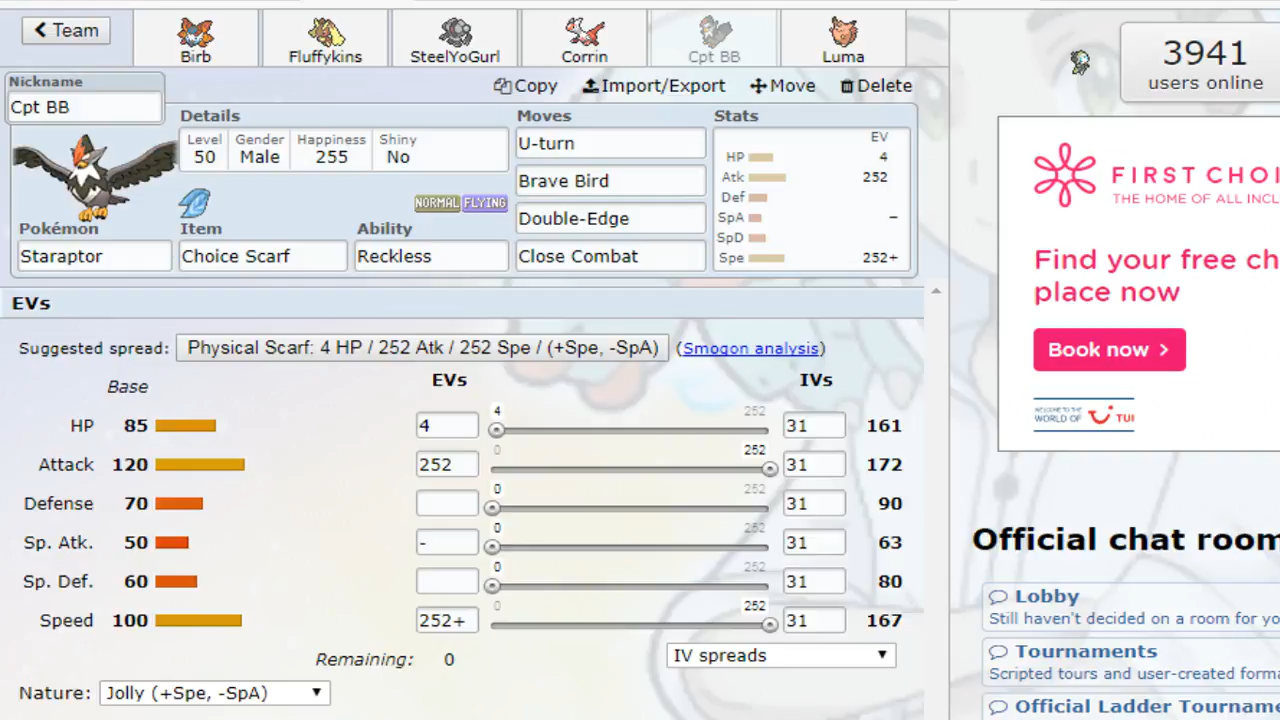 Team
Birb
Fluffykins
SteelYoGurl
Corrin
Cpt BB
Luma
3941
users online
Nickname
Cpt BB
Copy
Import/Export
Move
Delete
Details
Level
50
Gender
Male
Happiness
255
Shiny
No
NORMAL FLYING
Pokémon
Staraptor
Item
Choice Scarf
Ability
Reckless
Moves
U-turn
Brave Bird
Double-Edge
Close Combat
Stats
EV
HP 4
Atk 252
Def
SpA –
SpD
Spe 252+
EVs
Suggested spread: Physical Scarf: 4 HP / 252 Atk / 252 Spe / (+Spe, -SpA) (Smogon analysis)
Base EVs IVs
HP 85 4 4 252 31 161
Attack 120 252 0 252 31 172
Defense 70 0 252 31 90
Sp. Atk. 50 - 0 252 31 63
Sp. Def. 60 0 252 31 80
Speed 100 252+ 0 252 31 167
Remaining: 0
IV spreads
Nature: Jolly (+Spe, -SpA)
FIRST CHOI
THE HOME OF ALL INCL
Find your free ch
place now
Book now
WELCOME TO THE
WORLD OF TUI
Official chat room
Lobby
Still haven't decided on a room for yo
Tournaments
Scripted tours and user-created forma
Official Ladder Tourname